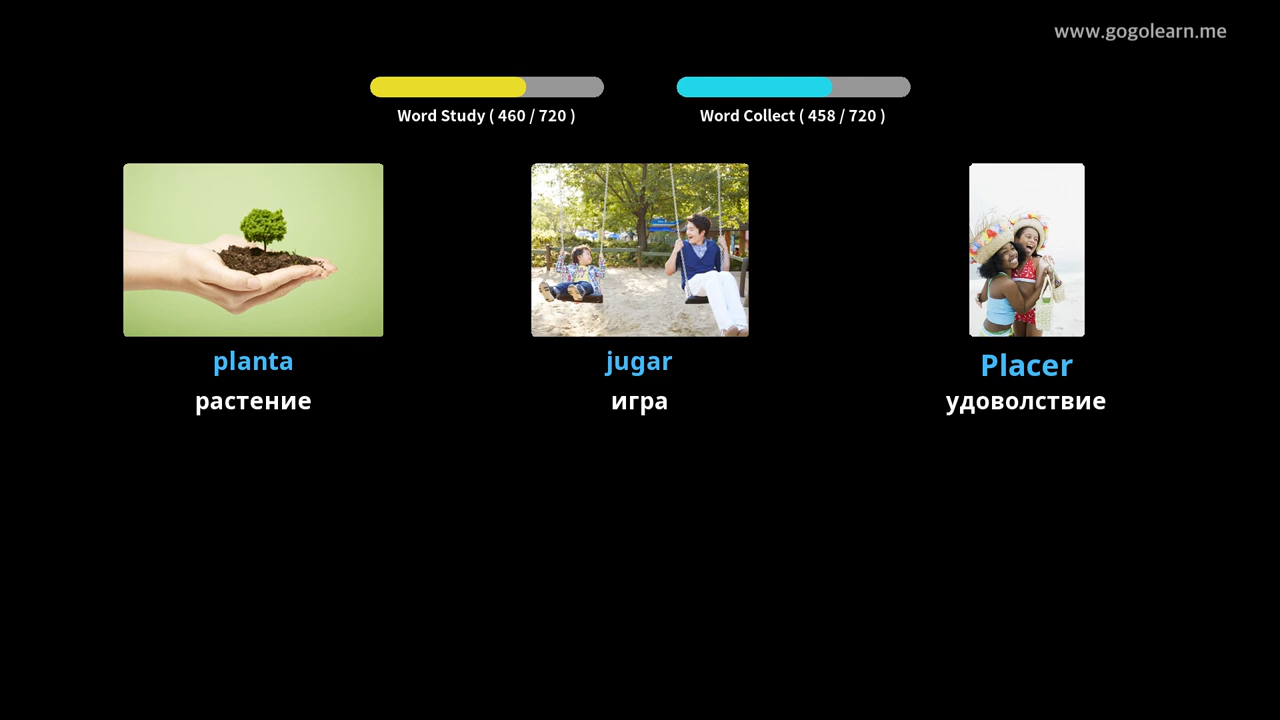 www.gogolearn.me
Word Study ( 460 / 720 )
Word Collect ( 458 / 720 )
planta
jugar
Placer
растение
игра
удоволствие